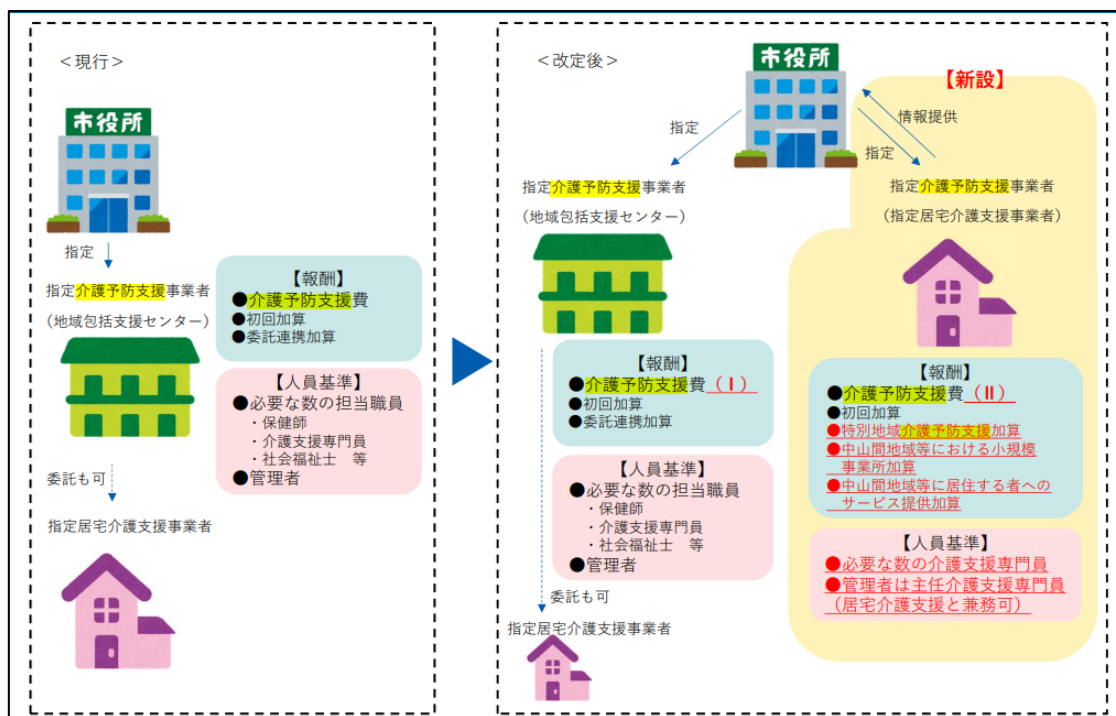 ＜現行＞
市役所
指定
指定介護予防支援事業者
（地域包括支援センター）
【報酬】
●介護予防支援費
●初回加算
●委託連携加算
【人員基準】
●必要な数の担当職員
・保健師
・介護支援専門員
・社会福祉士　等
●管理者
委託も可
指定居宅介護支援事業者
＜改定後＞
市役所
指定
指定介護予防支援事業者
（地域包括支援センター）
【報酬】
●介護予防支援費（Ⅰ）
●初回加算
●委託連携加算
【人員基準】
●必要な数の担当職員
・保健師
・介護支援専門員
・社会福祉士　等
●管理者
委託も可
指定居宅介護支援事業者
【新設】
情報提供
指定
指定介護予防支援事業者
（指定居宅介護支援事業者）
【報酬】
●介護予防支援費（Ⅱ）
●初回加算
●特別地域介護予防支援加算
●中山間地域等における小規模
事業所加算
●中山間地域等に居住する者への
サービス提供加算
【人員基準】
●必要な数の介護支援専門員
●管理者は主任介護支援専門員
（居宅介護支援と兼務可）